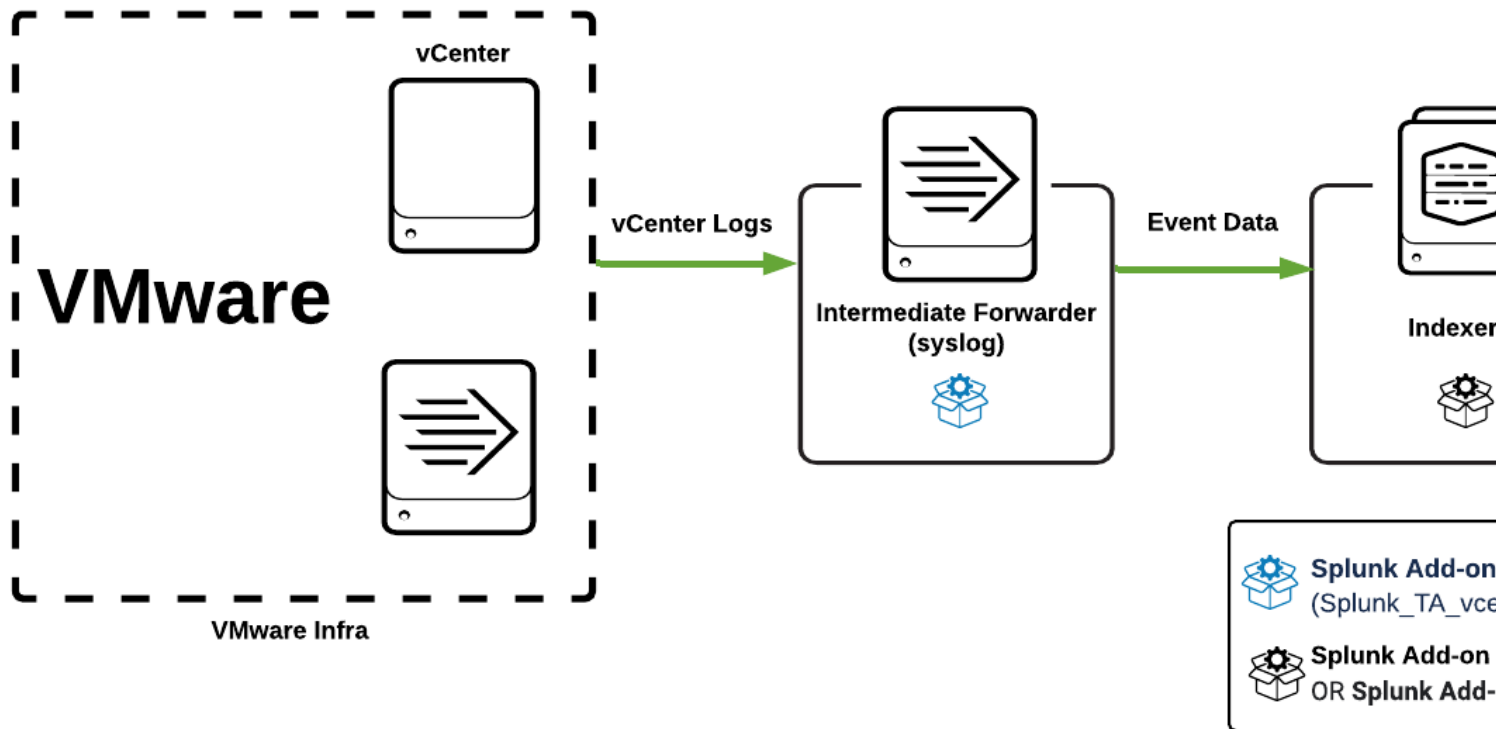 vCenter
VMware
VMware Infra
vCenter Logs
Intermediate Forwarder
(syslog)
Event Data
Indexer
Splunk Add-on
(Splunk_TA_vce
Splunk Add-on
OR Splunk Add-